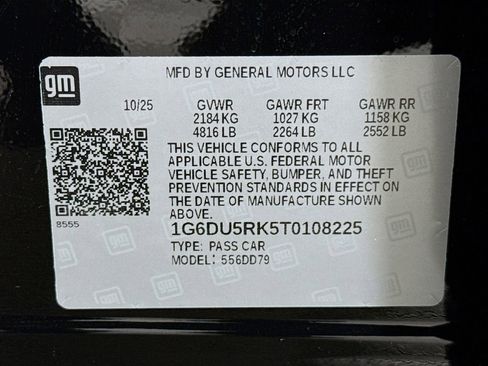 gm
MFD BY GENERAL MOTORS LLC
10/25 GVWR GAWR FRT GAWR RR
2184 KG 1027 KG 1158 KG
4816 LB 2264 LB 2552 LB
THIS VEHICLE CONFORMS TO ALL
APPLICABLE U.S. FEDERAL MOTOR
VEHICLE SAFETY, BUMPER, AND THEFT
PREVENTION STANDARDS IN EFFECT ON
THE DATE OF MANUFACTURE SHOWN
ABOVE.
8555
1G6DU5RK5T0108225
TYPE: PASS CAR
MODEL: 556DD79